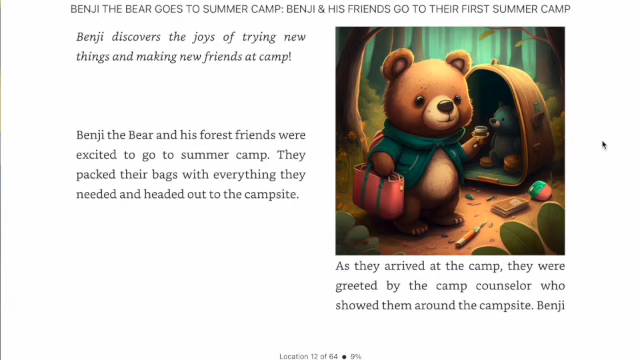 BENJI THE BEAR GOES TO SUMMER CAMP: BENJI & HIS FRIENDS GO TO THEIR FIRST SUMMER CAMP
Benji discovers the joys of trying new
things and making new friends at camp!
Benji the Bear and his forest friends were
excited to go to summer camp. They
packed their bags with everything they
needed and headed out to the campsite.
As they arrived at the camp, they were
greeted by the camp counselor who
showed them around the campsite. Benji
Location 12 of 64 ● 9%